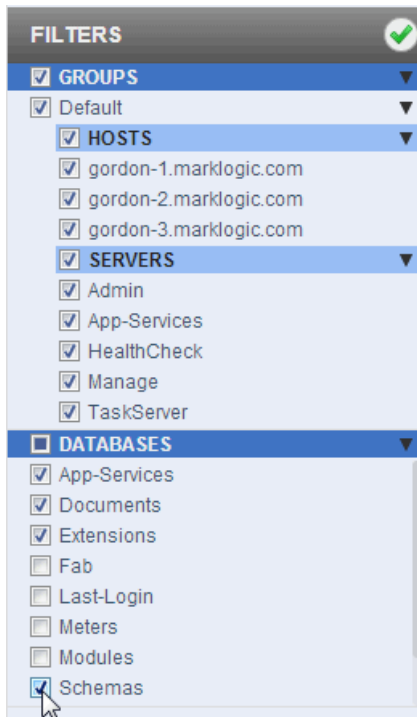 FILTERS
GROUPS
Default
HOSTS
gordon-1.marklogic.com
gordon-2.marklogic.com
gordon-3.marklogic.com
SERVERS
Admin
App-Services
HealthCheck
Manage
TaskServer
DATABASES
App-Services
Documents
Extensions
Fab
Last-Login
Meters
Modules
Schemas